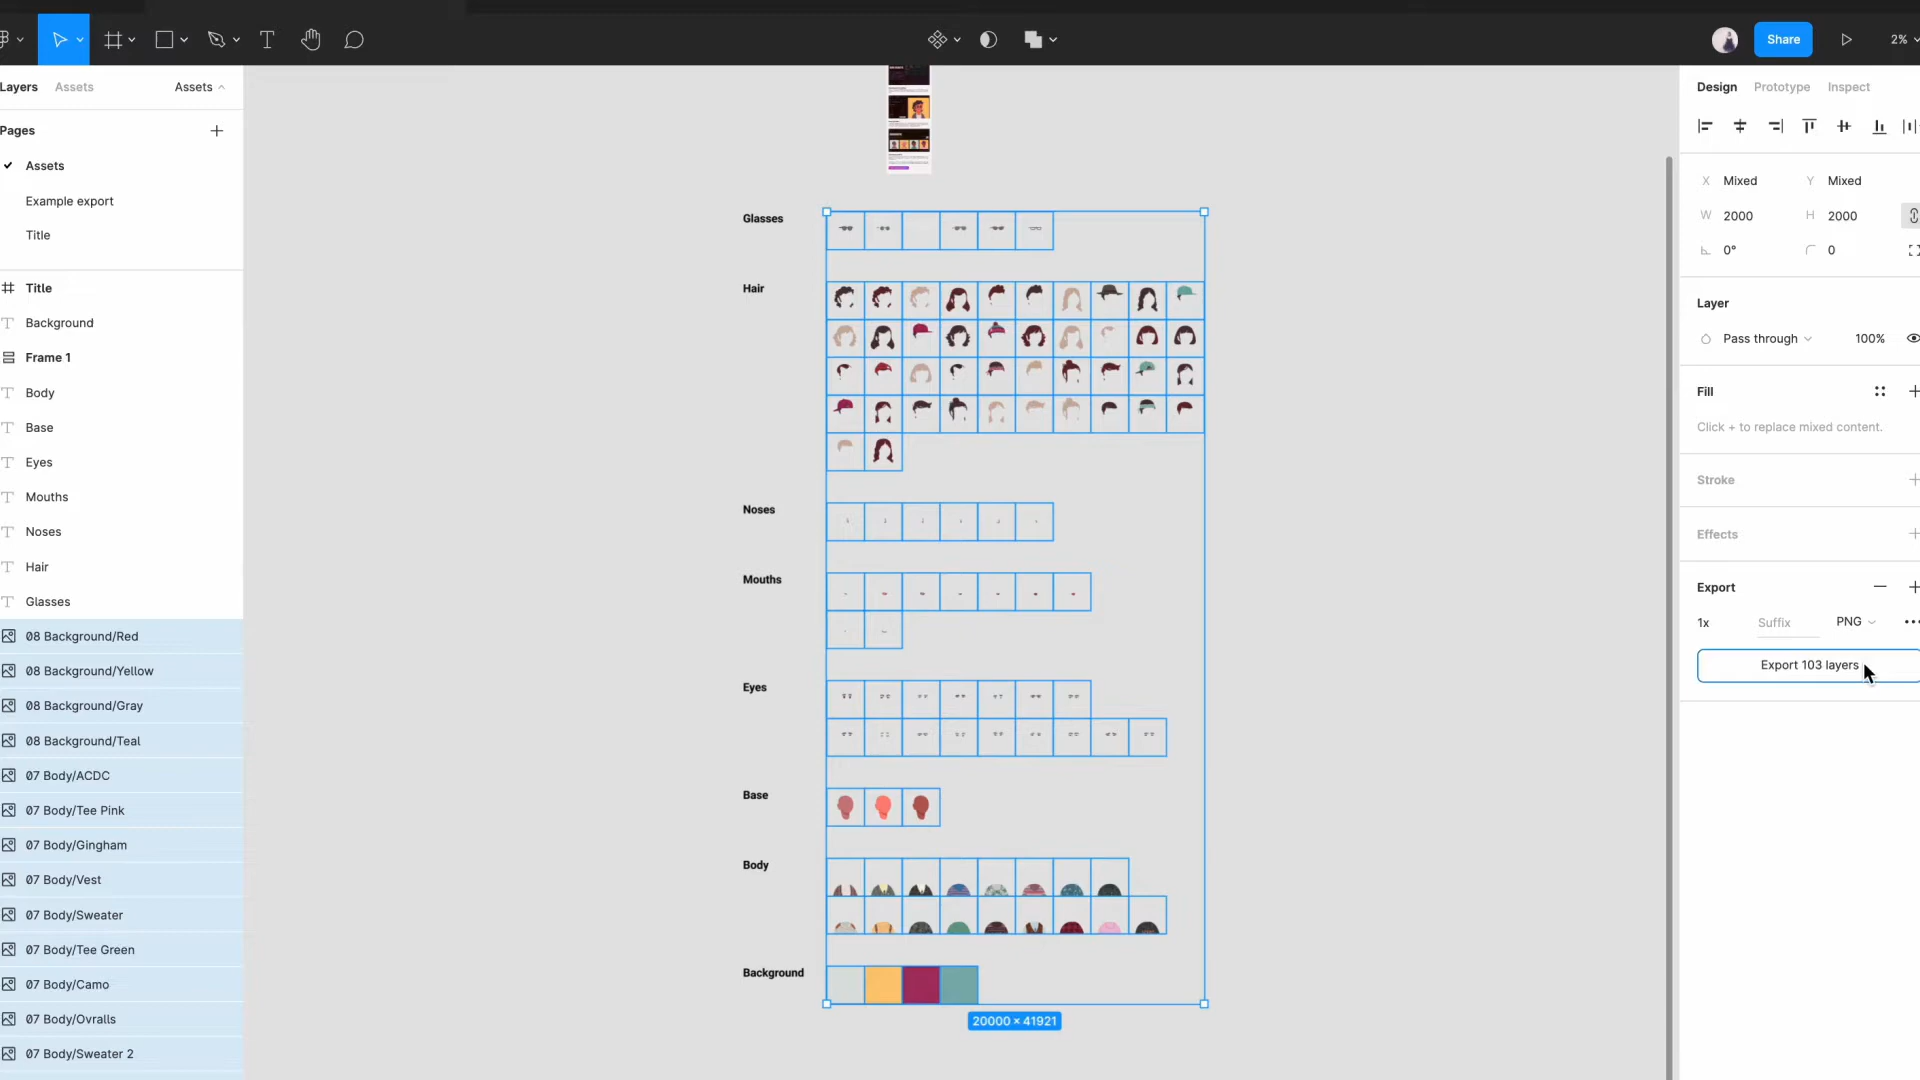 Share
2%
Layers
Assets
Assets
Design
Prototype
Inspect
Pages
Assets
Example export
Title
X Mixed
Y Mixed
W 2000
H 2000
0°
0
Title
Background
Frame 1
Body
Base
Eyes
Mouths
Noses
Hair
Glasses
08 Background/Red
08 Background/Yellow
08 Background/Gray
08 Background/Teal
07 Body/ACDC
07 Body/Tee Pink
07 Body/Gingham
07 Body/Vest
07 Body/Sweater
07 Body/Tee Green
07 Body/Camo
07 Body/Ovralls
07 Body/Sweater 2
Glasses
Hair
Noses
Mouths
Eyes
Base
Body
Background
20000 × 41921
Layer
Pass through
100%
Fill
Click + to replace mixed content.
Stroke
Effects
Export
1x
Suffix
PNG
Export 103 layers